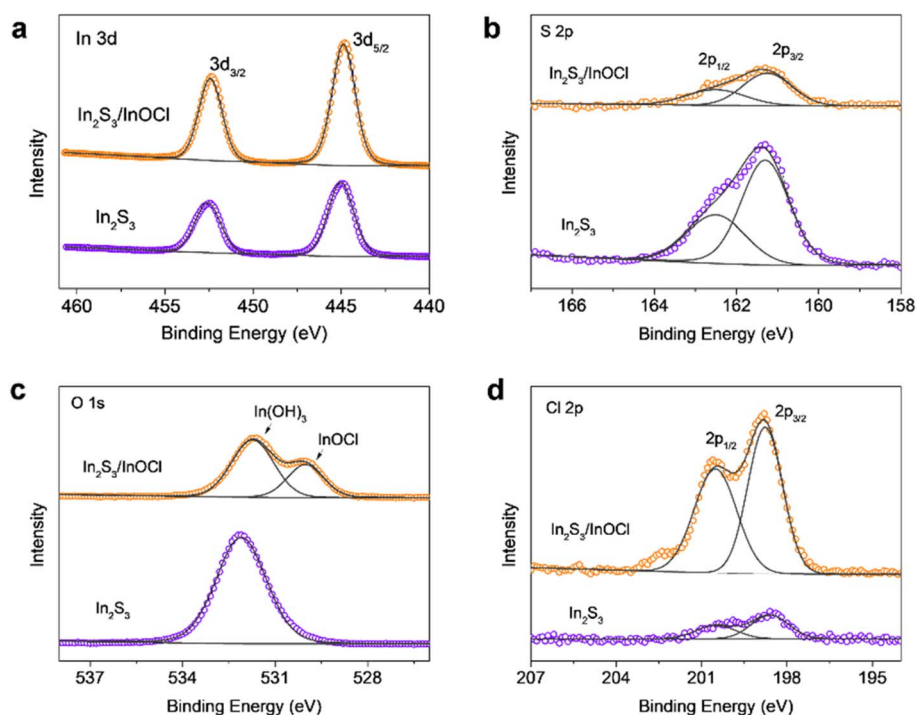 a
In 3d
3d3/2
3d5/2
In2S3/InOCl
In2S3
Intensity
460 455 450 445 440
Binding Energy (eV)
b
S 2p
2p1/2
2p3/2
In2S3/InOCl
In2S3
Intensity
166 164 162 160 158
Binding Energy (eV)
c
O 1s
In(OH)3
InOCl
In2S3/InOCl
In2S3
Intensity
537 534 531 528
Binding Energy (eV)
d
Cl 2p
2p1/2
2p3/2
In2S3/InOCl
In2S3
Intensity
207 204 201 198 195
Binding Energy (eV)